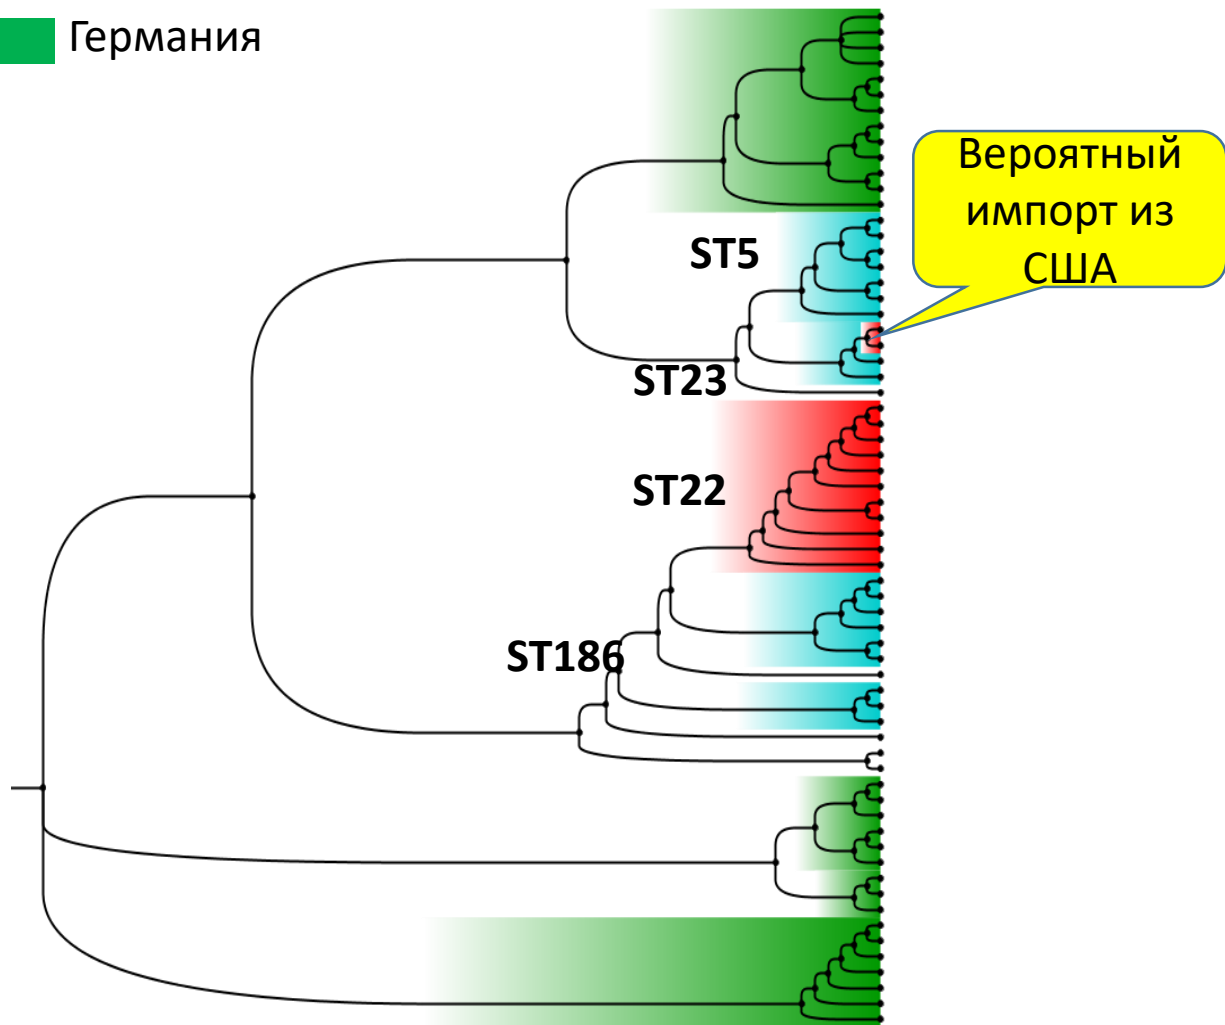 Германия
Вероятный
импорт из
США
ST5
ST23
ST22
ST186